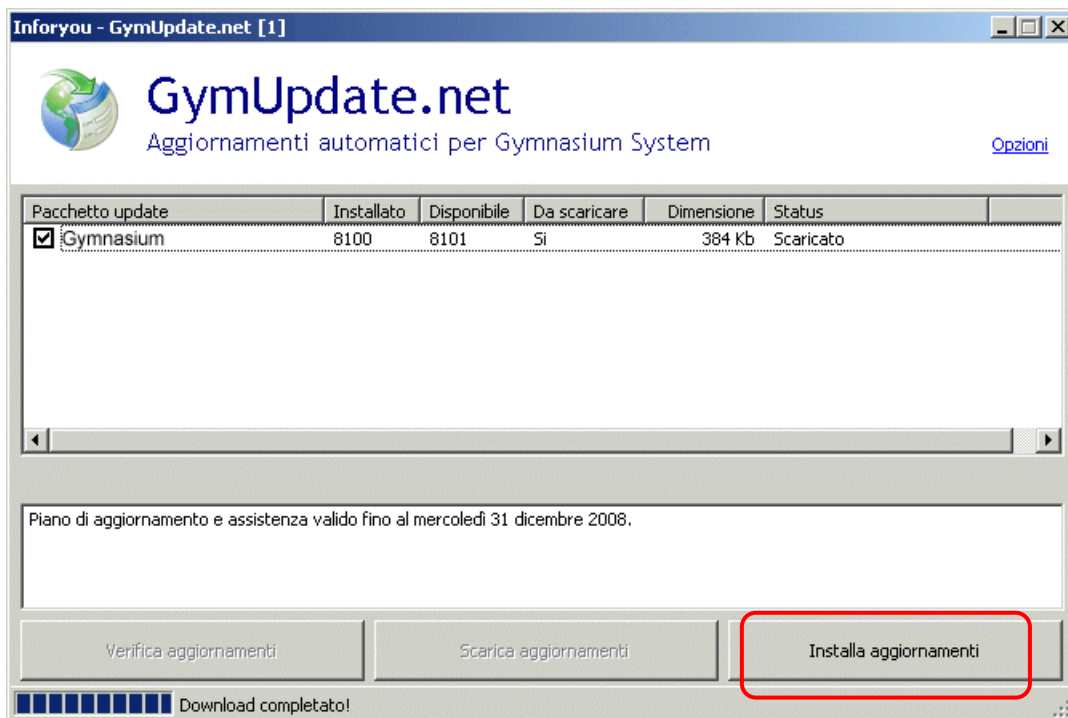 Inforyou - GymUpdate.net [1]
GymUpdate.net
Aggiornamenti automatici per Gymnasium System
Opzioni
Pacchetto update Installato Disponibile Da scaricare Dimensione Status
Gymnasium 8100 8101 Si 384 Kb Scaricato
Piano di aggiornamento e assistenza valido fino al mercoledì 31 dicembre 2008.
Verifica aggiornamenti Scarica aggiornamenti Installa aggiornamenti
Download completato!